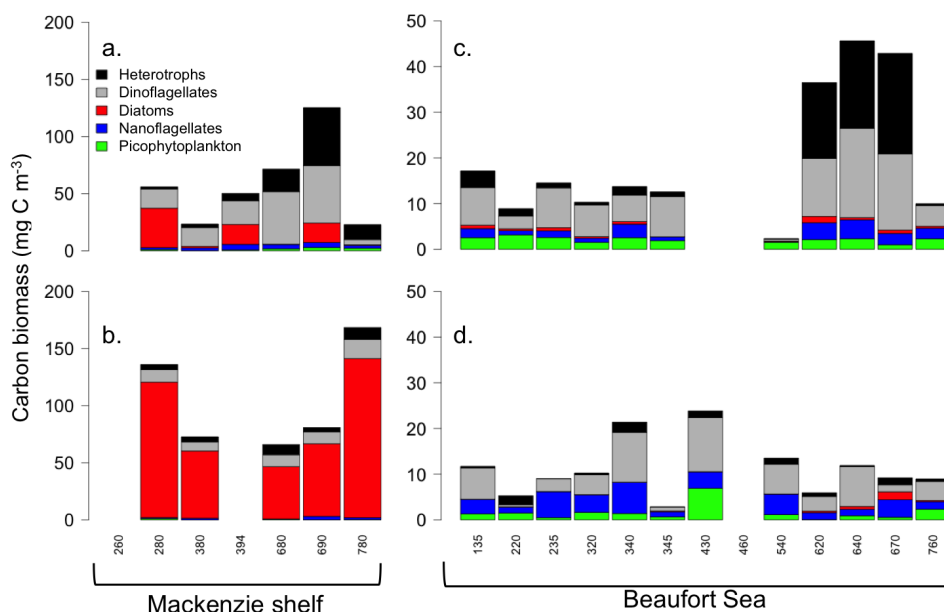 200
150
100
50
0
a.
Heterotrophs
Dinoflagellates
Diatoms
Nanoflagellates
Picophytoplankton
50
40
30
20
10
0
c.
Carbon biomass (mg C m-3)
200
150
100
50
0
b.
50
40
30
20
10
0
d.
260 280 380 394 680 690 780
135 220 235 320 340 345 430 460 540 620 640 670 760
Mackenzie shelf
Beaufort Sea